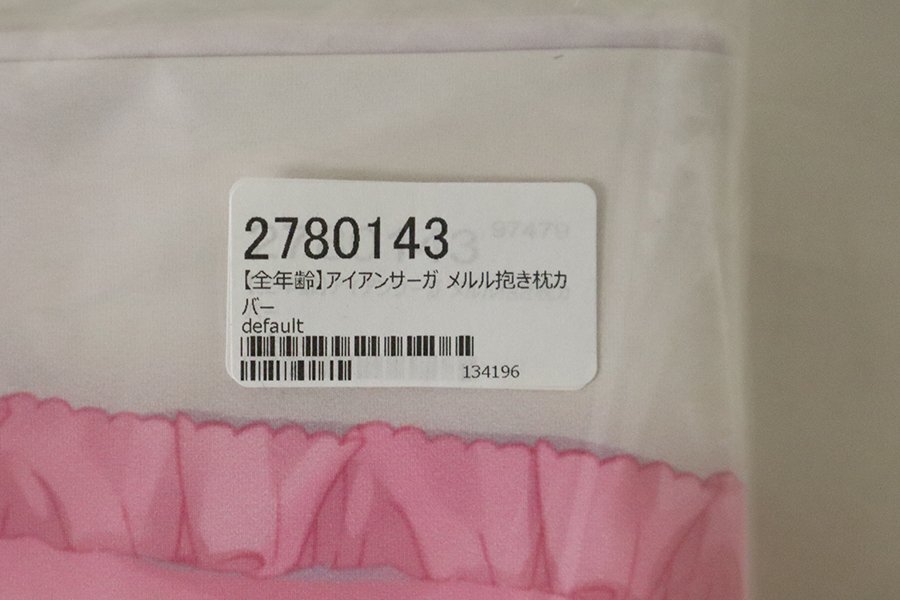 2780143
97479
【全年齢】アイアンサーガ メルル抱き枕カ
バー
default
134196